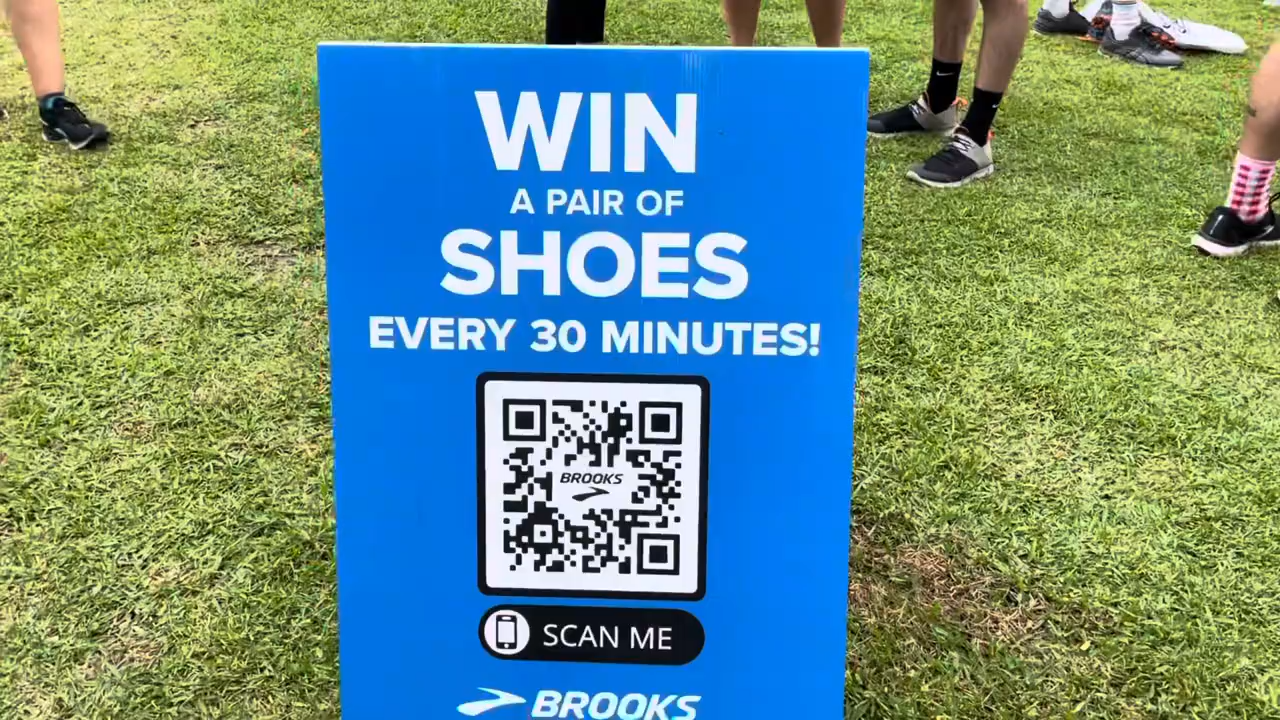 WIN
A PAIR OF
SHOES
EVERY 30 MINUTES!
BROOKS
SCAN ME
BROOKS